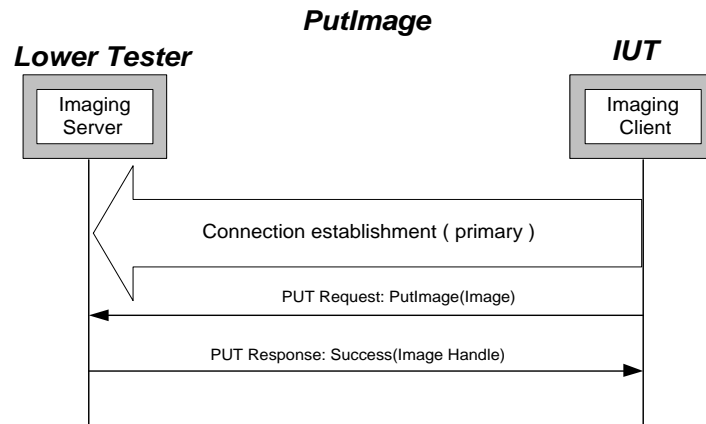 PutImage
Lower Tester
IUT
Imaging
Server
Imaging
Client
Connection establishment ( primary )
PUT Request: PutImage(Image)
PUT Response: Success(Image Handle)